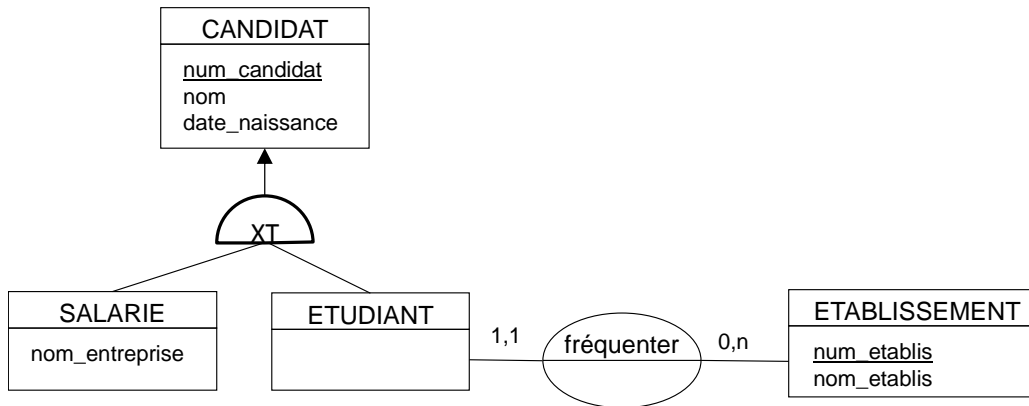 CANDIDAT
num_candidat
nom
date_naissance
XT
SALARIE
nom_entreprise
ETUDIANT
1,1
fréquenter
0,n
ETABLISSEMENT
num_etablis
nom_etablis